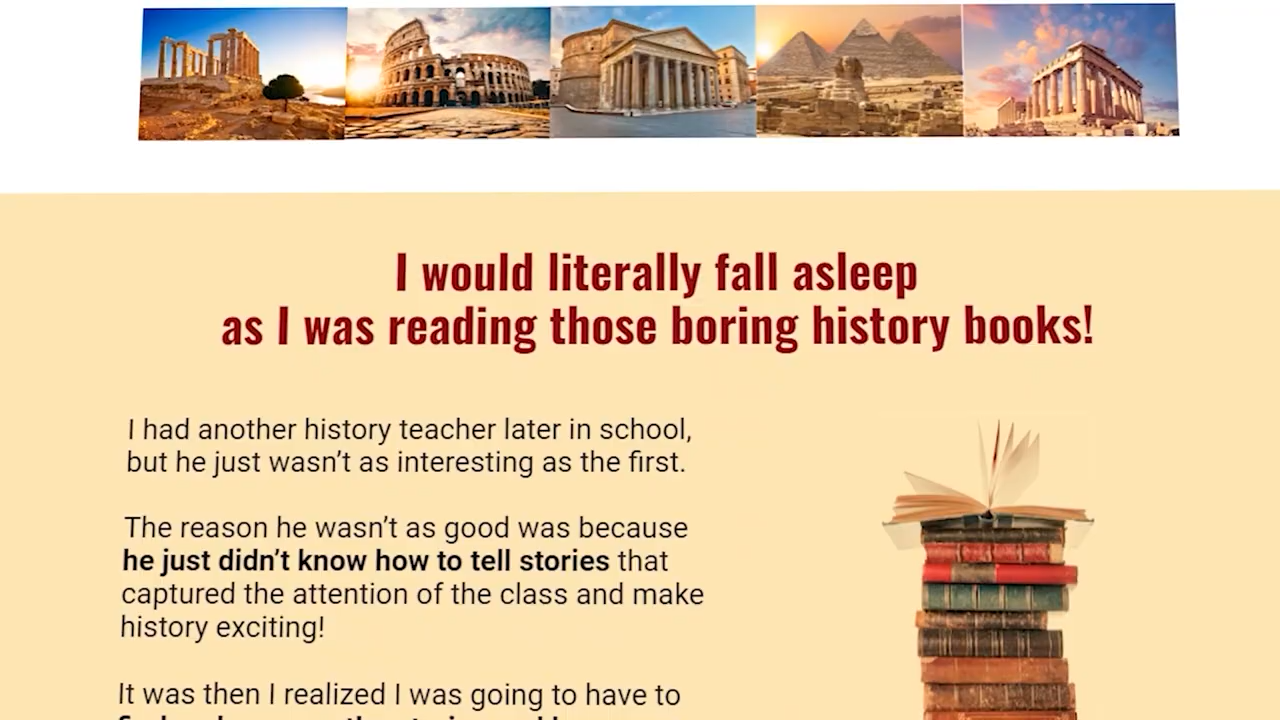 I would literally fall asleep
as I was reading those boring history books!
I had another history teacher later in school,
but he just wasn't as interesting as the first.
The reason he wasn't as good was because
he just didn't know how to tell stories that
captured the attention of the class and make
history exciting!
It was then I realized I was going to have to